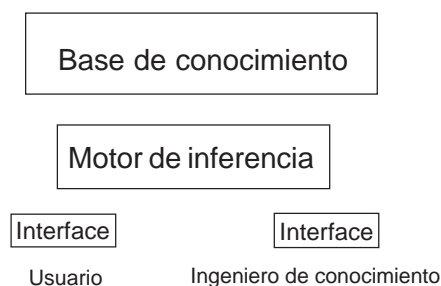 Base de conocimiento
Motor de inferencia
Interface Interface
Usuario Ingeniero de conocimiento